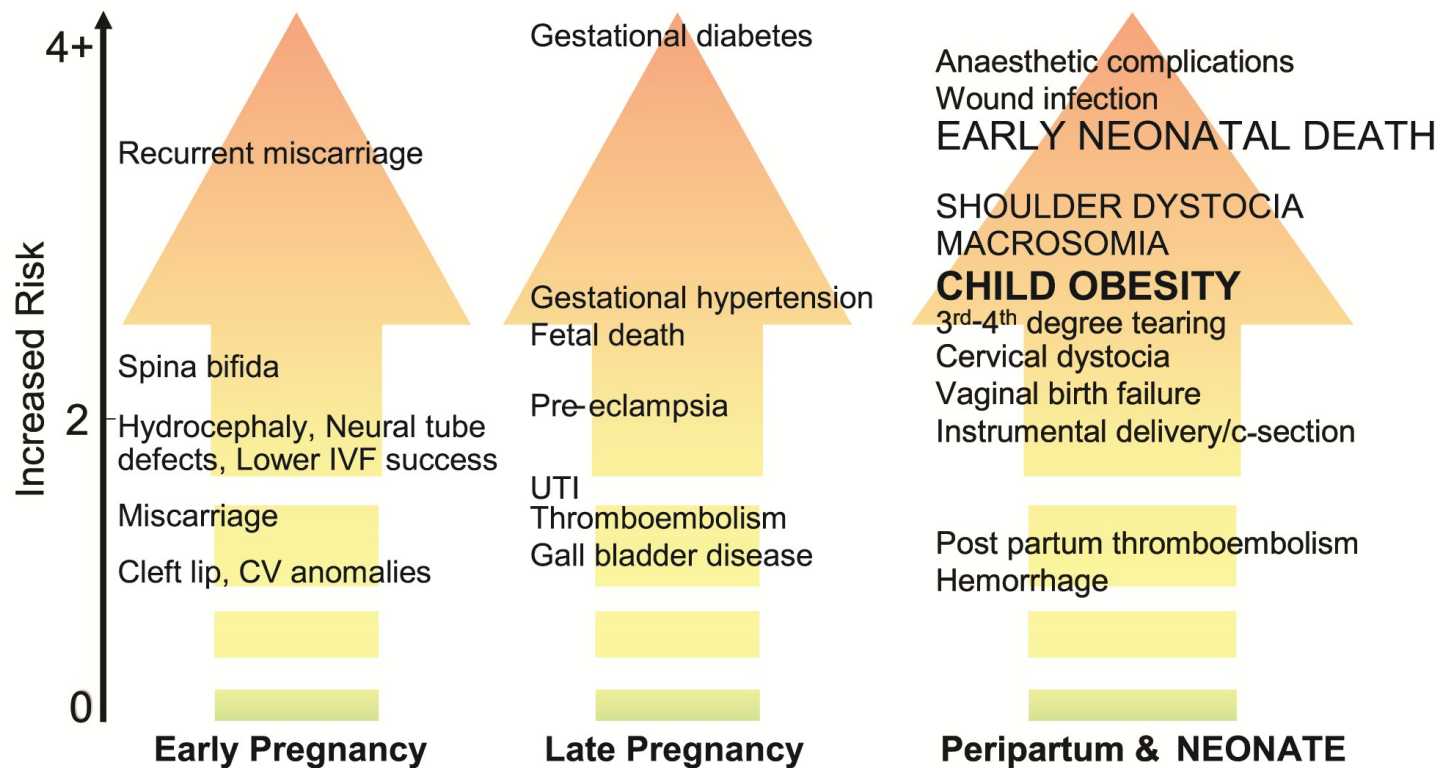 Increased Risk
4+
2
0
Recurrent miscarriage
Spina bifida
Hydrocephaly, Neural tube
defects, Lower IVF success
Miscarriage
Cleft lip, CV anomalies
Early Pregnancy
Gestational diabetes
Gestational hypertension
Fetal death
Pre-eclampsia
UTI
Thromboembolism
Gall bladder disease
Late Pregnancy
Anaesthetic complications
Wound infection
EARLY NEONATAL DEATH
SHOULDER DYSTOCIA
MACROSOMIA
CHILD OBESITY
3rd-4th degree tearing
Cervical dystocia
Vaginal birth failure
Instrumental delivery/c-section
Post partum thromboembolism
Hemorrhage
Peripartum & NEONATE